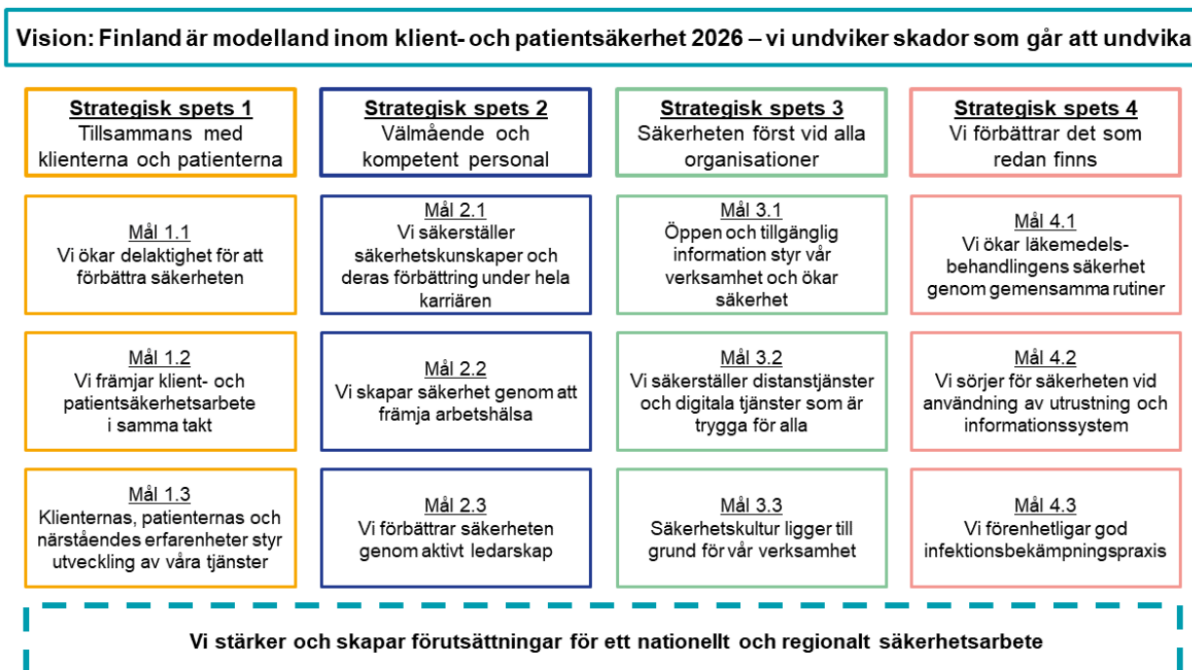 Vision: Finland är modelland inom klient- och patientsäkerhet 2026 – vi undviker skador som går att undvika
Strategisk spets 1
Tillsammans med
klienterna och patienterna
Mål 1.1
Vi ökar delaktighet för att
förbättra säkerheten
Mål 1.2
Vi främjar klient- och
patientsäkerhetsarbete
i samma takt
Mål 1.3
Klienternas, patienternas och
närståendes erfarenheter styr
utveckling av våra tjänster
Strategisk spets 2
Välmående och
kompetent personal
Mål 2.1
Vi säkerställer
säkerhetskunskaper och
deras förbättring under hela
karriären
Mål 2.2
Vi skapar säkerhet genom att
främja arbetshälsa
Mål 2.3
Vi förbättrar säkerheten
genom aktivt ledarskap
Strategisk spets 3
Säkerheten först vid alla
organisationer
Mål 3.1
Öppen och tillgänglig
information styr vår
verksamhet och ökar
säkerhet
Mål 3.2
Vi säkerställer distanstjänster
och digitala tjänster som är
trygga för alla
Mål 3.3
Säkerhetskultur ligger till
grund för vår verksamhet
Strategisk spets 4
Vi förbättrar det som
redan finns
Mål 4.1
Vi ökar läkemedels-
behandlingens säkerhet
genom gemensamma rutiner
Mål 4.2
Vi sörjer för säkerheten vid
användning av utrustning och
informationssystem
Mål 4.3
Vi förenhetligar god
infektionsbekämpningspraxis
Vi stärker och skapar förutsättningar för ett nationellt och regionalt säkerhetsarbete